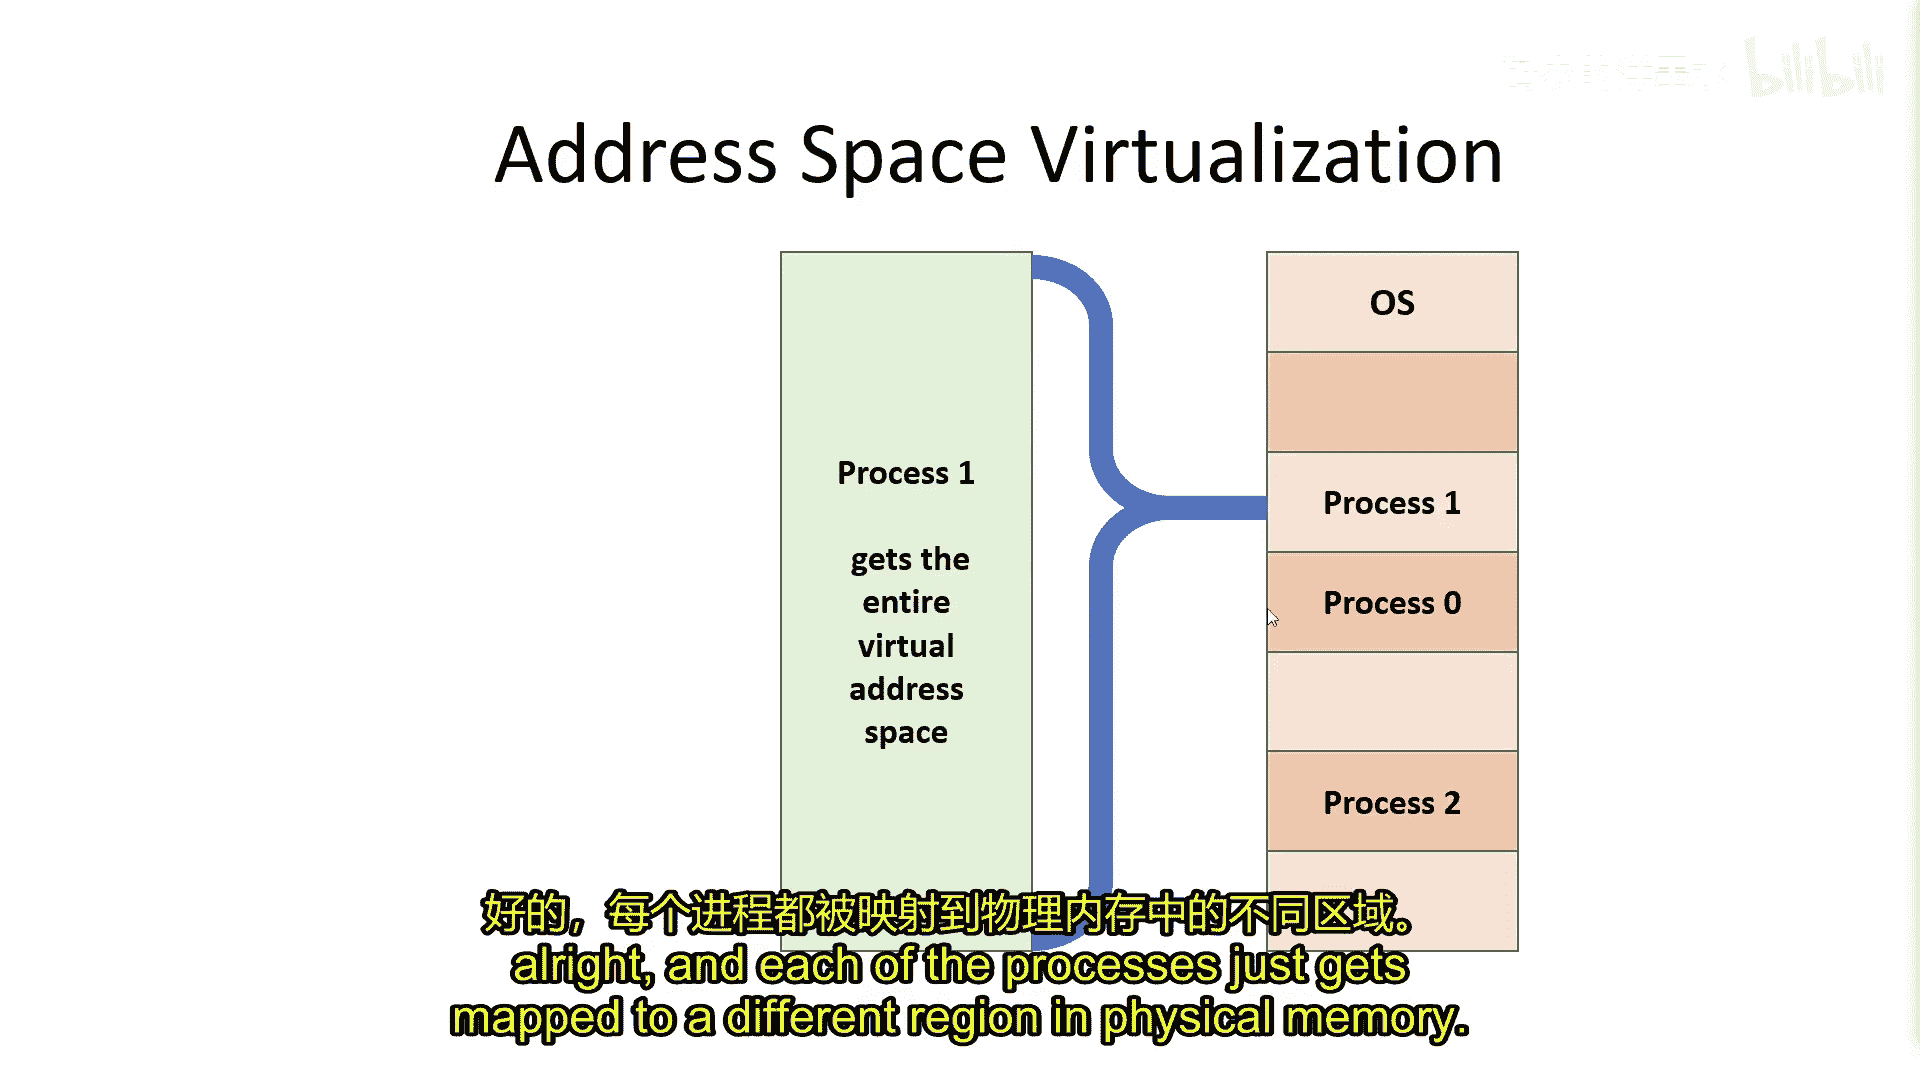 bilibili
Address Space Virtualization
Process 1
gets the
entire
virtual
address
space
OS
Process 1
Process 0
Process 2
好的，每个进程都被映射到物理内存中的不同区域。
alright, and each of the processes just gets
mapped to a different region in physical memory.